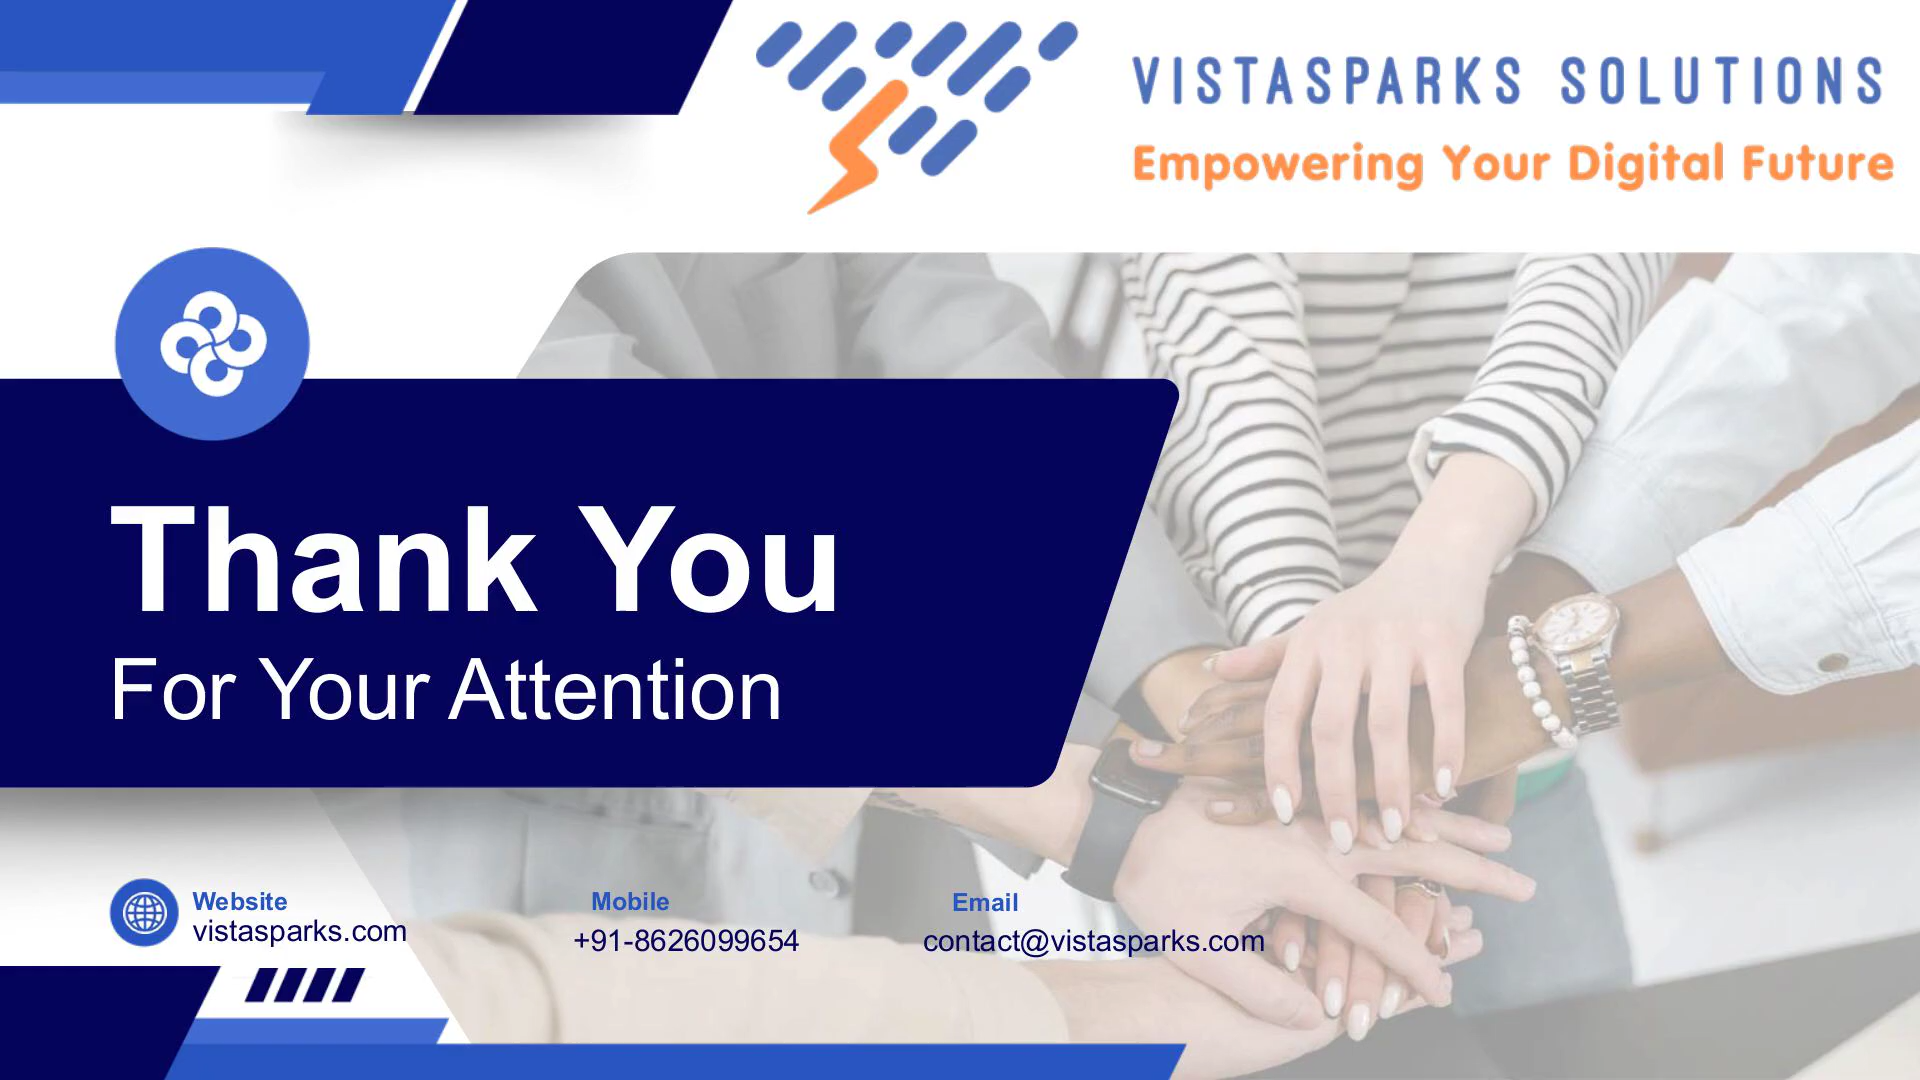 VISTASPARKS SOLUTIONS
Empowering Your Digital Future
Thank You
For Your Attention
Website
vistasparks.com
Mobile
+91-8626099654
Email
contact@vistasparks.com